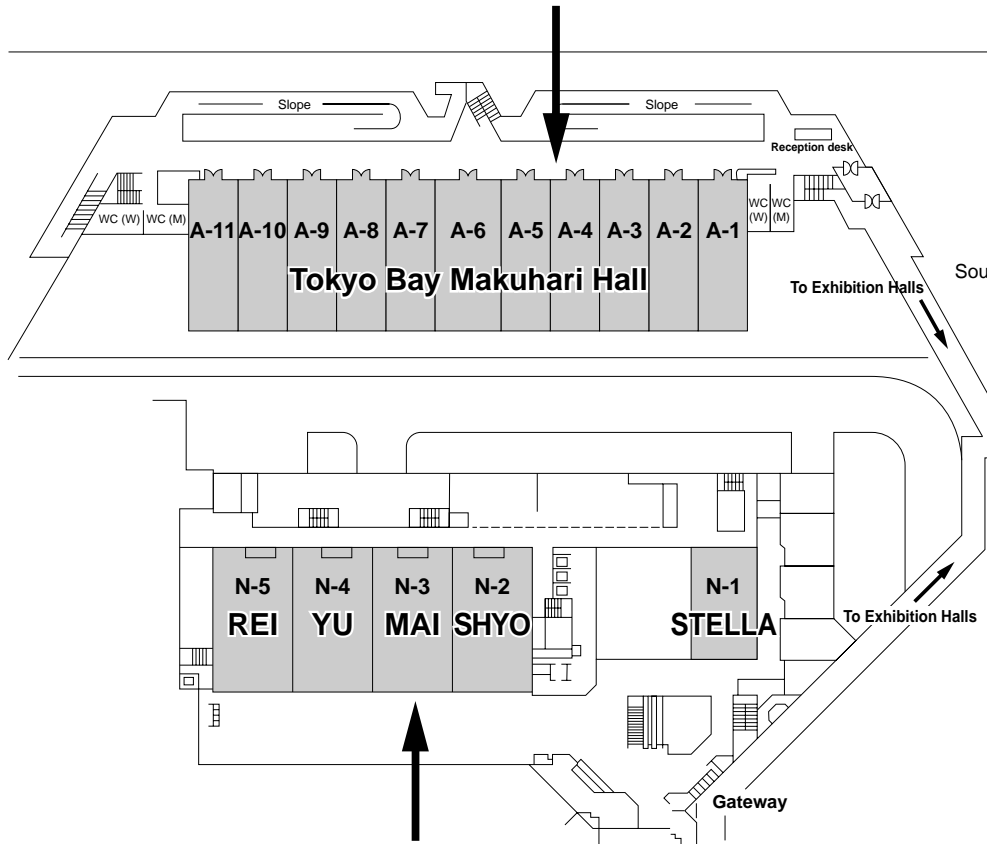 Slope
Slope
Reception desk
WC (W)
WC (M)
WC
(W)
WC
(M)
A-11
A-10
A-9
A-8
A-7
A-6
A-5
A-4
A-3
A-2
A-1
Tokyo Bay Makuhari Hall
Sou
To Exhibition Halls
N-5
N-4
N-3
N-2
N-1
REI
YU
MAI
SHYO
STELLA
To Exhibition Halls
Gateway